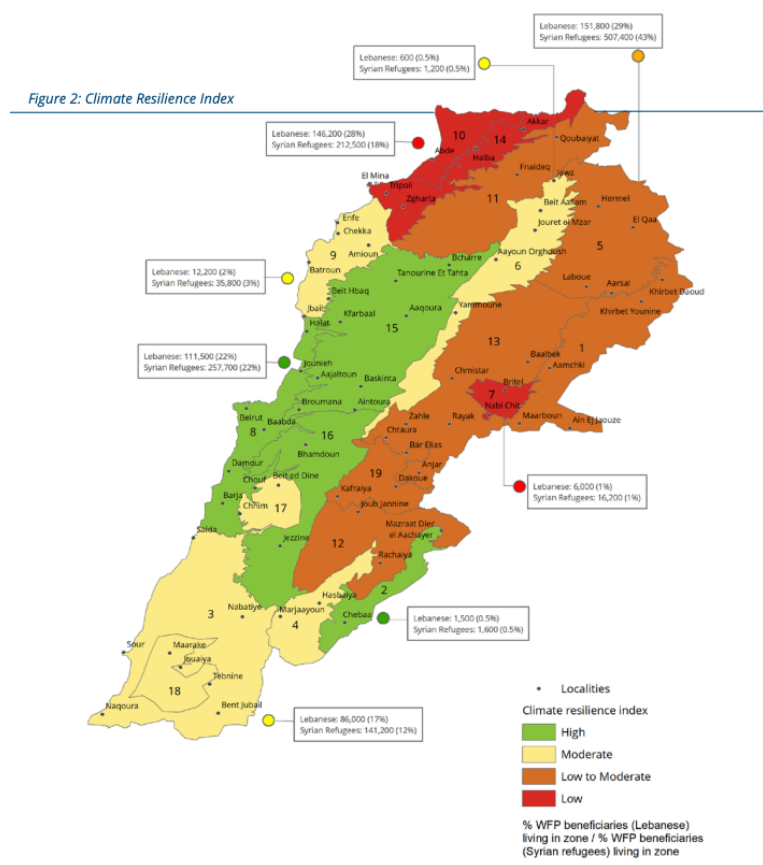 Lebanese: 151,800 (29%)
Syrian Refugees: 507,400 (43%)
Lebanese: 600 (0.5%)
Syrian Refugees: 1,200 (0.5%)
Figure 2: Climate Resilience Index
Lebanese: 146,200 (28%)
Syrian Refugees: 212,500 (18%)
10
14
Akkar
Qoubaiyat
Abde
Halba
Fnaideq
Jewz
El Mina
Tripoli
Zgharta
11
Beit Aallam
Hermel
Jouret el Mzar
El Qaa
Enfe
Chekka
5
9
Amioun
Aayoun Orghoush
Bcharre
6
Lebanese: 12,200 (2%)
Syrian Refugees: 35,800 (3%)
Batroun
Tanourine Et Tahta
Laboue
Aarsal
Khirbet Daoud
Beit Hbaq
Jbail
Kfarbaal
Aaqoura
Yammoune
Khirbet Younine
15
Halat
13
1
Lebanese: 111,500 (22%)
Syrian Refugees: 257,700 (22%)
Jounieh
Aajaltoun
Baskinta
Chmistar
Baalbek
Aamchki
7
Britel
Nabi Chit
Broumana
Aintoura
Beirut
8
Baabda
16
Zahle
Rayak
Maarboun
Ain Ej Jaouze
Chtaura
Bhamdoun
Bar Elias
Damour
Chouf
Beit ed Dine
19
Anjar
Dakoue
Lebanese: 6,000 (1%)
Syrian Refugees: 16,200 (1%)
Barja
Chhim
17
Kafraiya
Joub Jannine
Saida
Jezzine
12
Mazraat Dier
el Aachayer
Rachaiya
2
3
Nabatiye
Hasbaiya
Marjaayoun
4
Chebaa
Lebanese: 1,500 (0.5%)
Syrian Refugees: 1,600 (0.5%)
Sour
Maarake
Jouaiya
18
Tebnine
Naqoura
Bent Jubail
Lebanese: 86,000 (17%)
Syrian Refugees: 141,200 (12%)
Localities
Climate resilience index
High
Moderate
Low to Moderate
Low
% WFP beneficiaries (Lebanese)
living in zone / % WFP beneficiaries
(Syrian refugees) living in zone